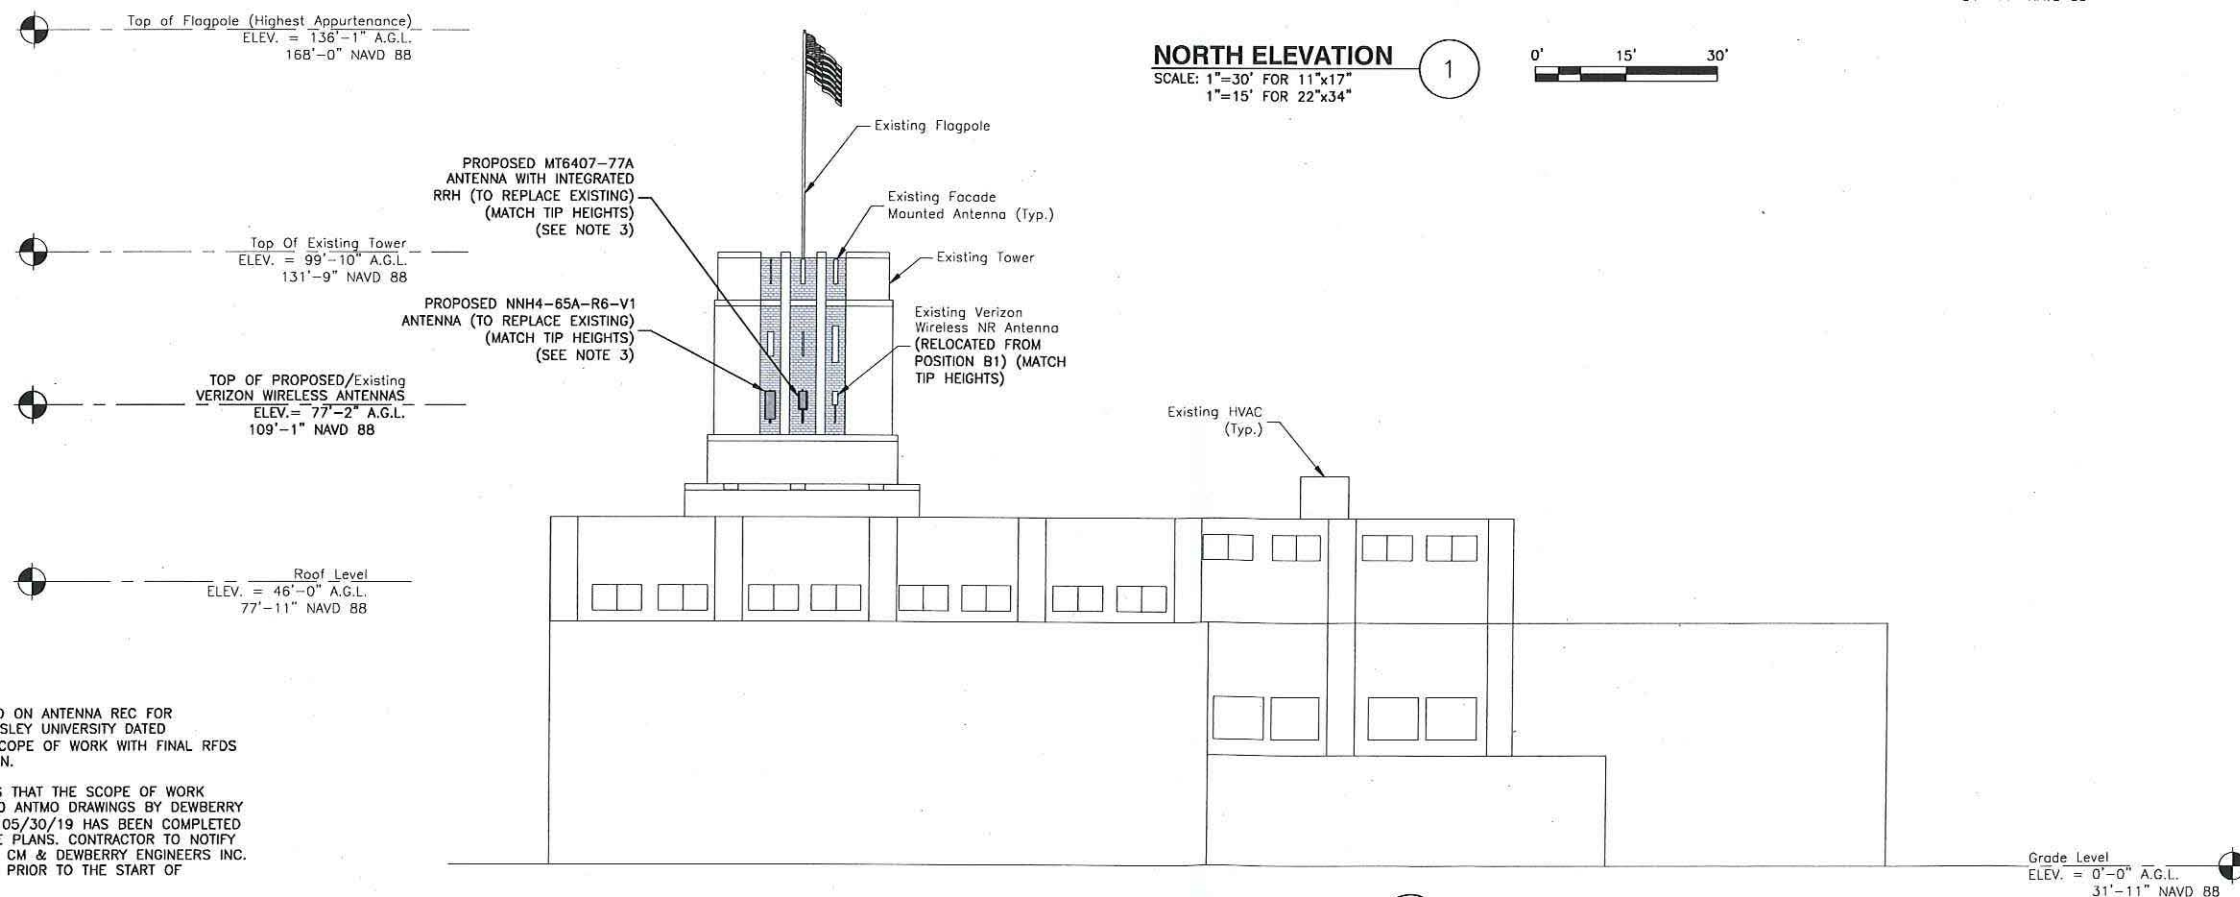 Top of Flagpole (Highest Appurtenance)
ELEV. = 136'-1" A.G.L.
168'-0" NAVD 88
NORTH ELEVATION
SCALE: 1"=30' FOR 11"x17"
1"=15' FOR 22"x34"
1
0' 15' 30'
Existing Flagpole
PROPOSED MT6407-77A
ANTENNA WITH INTEGRATED
RRH (TO REPLACE EXISTING)
(MATCH TIP HEIGHTS)
(SEE NOTE 3)
Existing Facade
Mounted Antenna (Typ.)
Top Of Existing Tower
ELEV. = 99'-10" A.G.L.
131'-9" NAVD 88
Existing Tower
PROPOSED NNH4-65A-R6-V1
ANTENNA (TO REPLACE EXISTING)
(MATCH TIP HEIGHTS)
(SEE NOTE 3)
Existing Verizon
Wireless NR Antenna
(RELOCATED FROM
POSITION B1) (MATCH
TIP HEIGHTS)
TOP OF PROPOSED/Existing
VERIZON WIRELESS ANTENNAS
ELEV.= 77'-2" A.G.L.
109'-1" NAVD 88
Existing HVAC
(Typ.)
Roof Level
ELEV. = 46'-0" A.G.L.
77'-11" NAVD 88
ON ANTENNA REC FOR
SLEY UNIVERSITY DATED
COPE OF WORK WITH FINAL RFDS
N.
THAT THE SCOPE OF WORK
ANTMO DRAWINGS BY DEWBERRY
05/30/19 HAS BEEN COMPLETED
PLANS. CONTRACTOR TO NOTIFY
CM & DEWBERRY ENGINEERS INC.
PRIOR TO THE START OF
Grade Level
ELEV. = 0'-0" A.G.L.
31'-11" NAVD 88